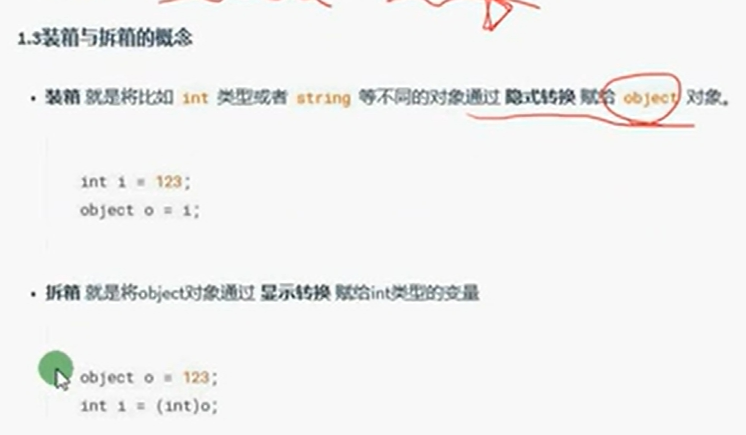 1.3装箱与拆箱的概念
• 装箱 就是将比如 int 类型或者 string 等不同的对象通过 隐式转换 赋给 object 对象。
int i = 123;
object o = i;
• 拆箱 就是将object对象通过 显示转换 赋给int类型的变量
object o = 123;
int i = (int)o;